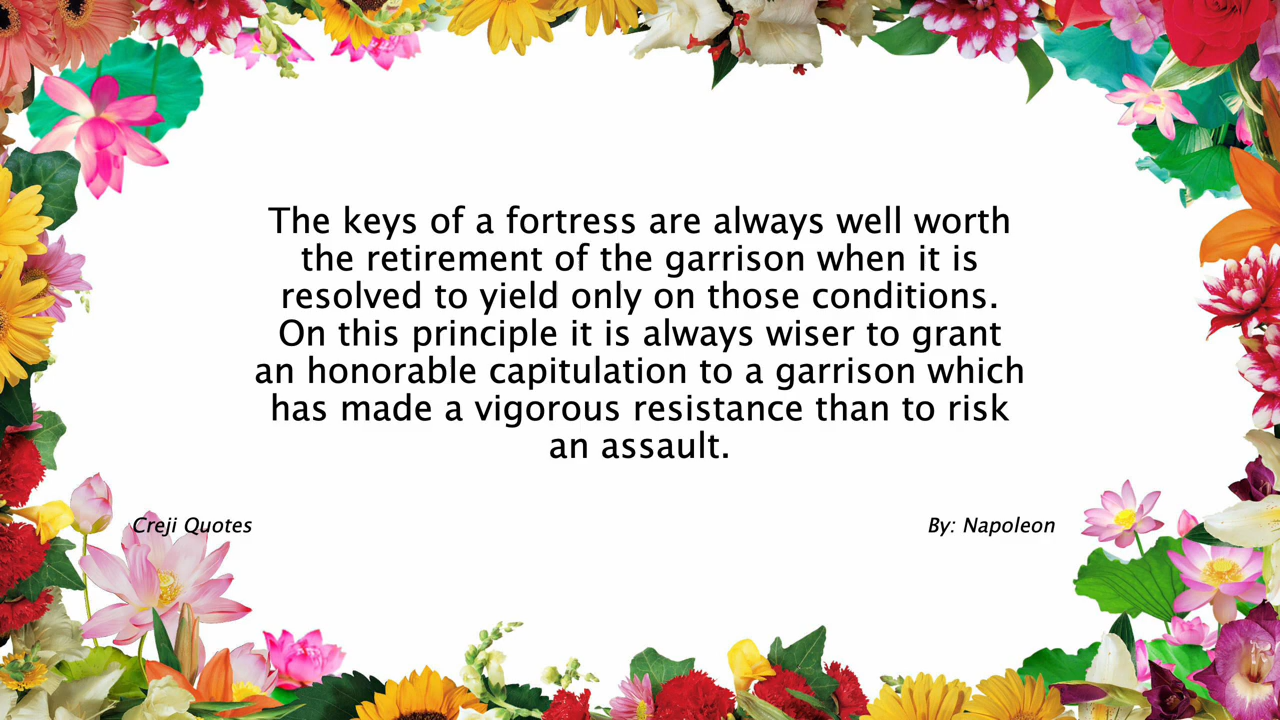 The keys of a fortress are always well worth
the retirement of the garrison when it is
resolved to yield only on those conditions.
On this principle it is always wiser to grant
an honorable capitulation to a garrison which
has made a vigorous resistance than to risk
an assault.
Creji Quotes
By: Napoleon